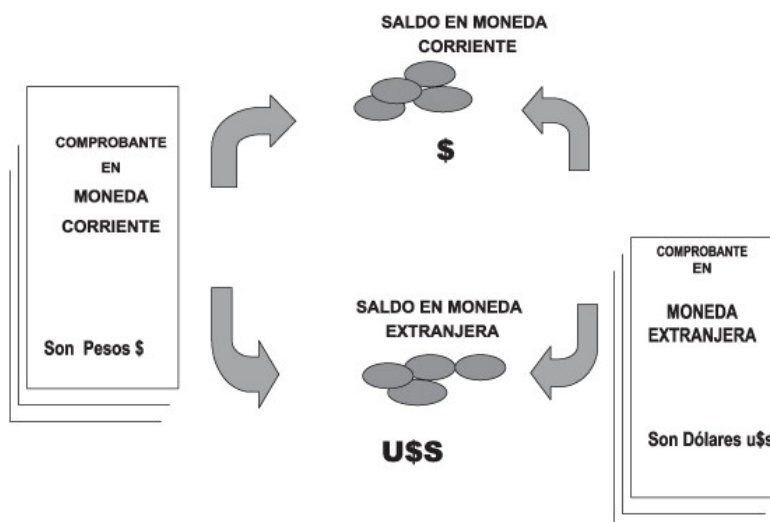 SALDO EN MONEDA
CORRIENTE
$
COMPROBANTE
EN
MONEDA
CORRIENTE
Son Pesos $
SALDO EN MONEDA
EXTRANJERA
U$S
COMPROBANTE
EN
MONEDA
EXTRANJERA
Son Dólares u$s